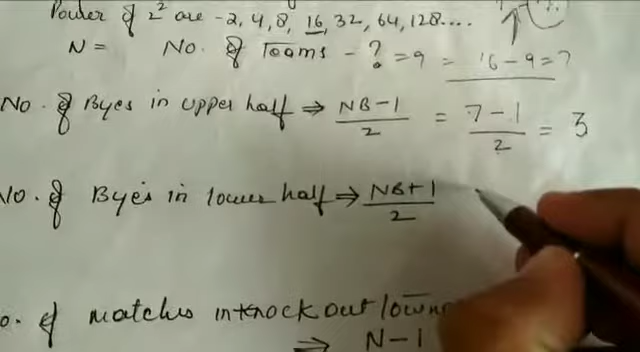 Power of 2² are - 2, 4, 8, 16, 32, 64, 128....
N = No. of Teams - ? = 9 = 16 - 9 = 7
No. of Byes in upper half ⇒ NB-1/2 = 7-1/2 = 3
No. of Byes in lower half ⇒ NB+1/2
o. of matches in knock out
⇒ N-1